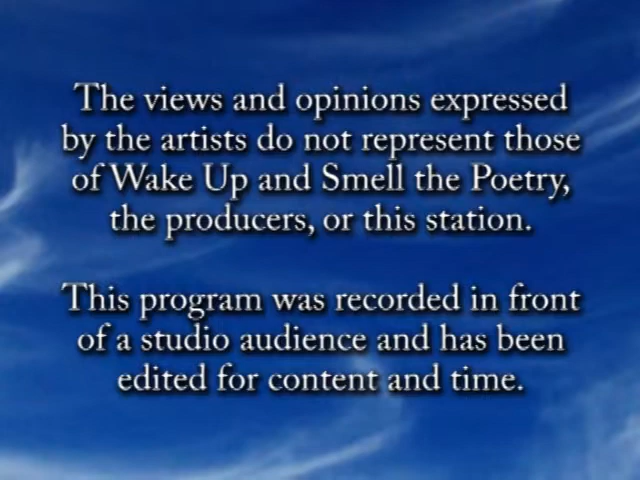 The views and opinions expressed
by the artists do not represent those
of Wake Up and Smell the Poetry,
the producers, or this station.
This program was recorded in front
of a studio audience and has been
edited for content and time.